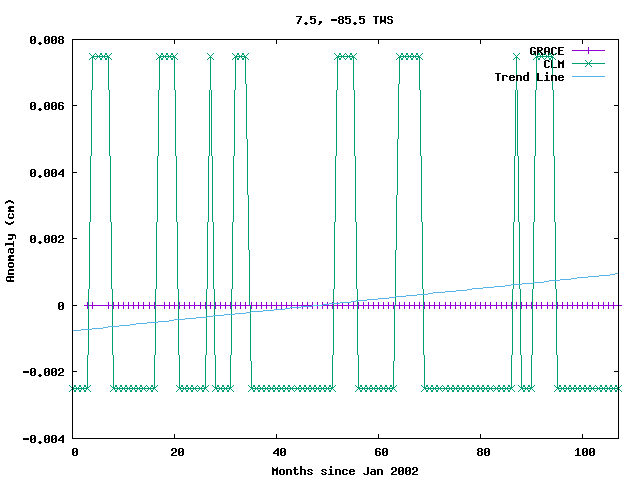 7.5, -85.5 TWS
GRACE
CLM
Trend Line
0.008
0.006
0.004
0.002
0
-0.002
-0.004
Anomaly (cm)
0 20 40 60 80 100
Months since Jan 2002